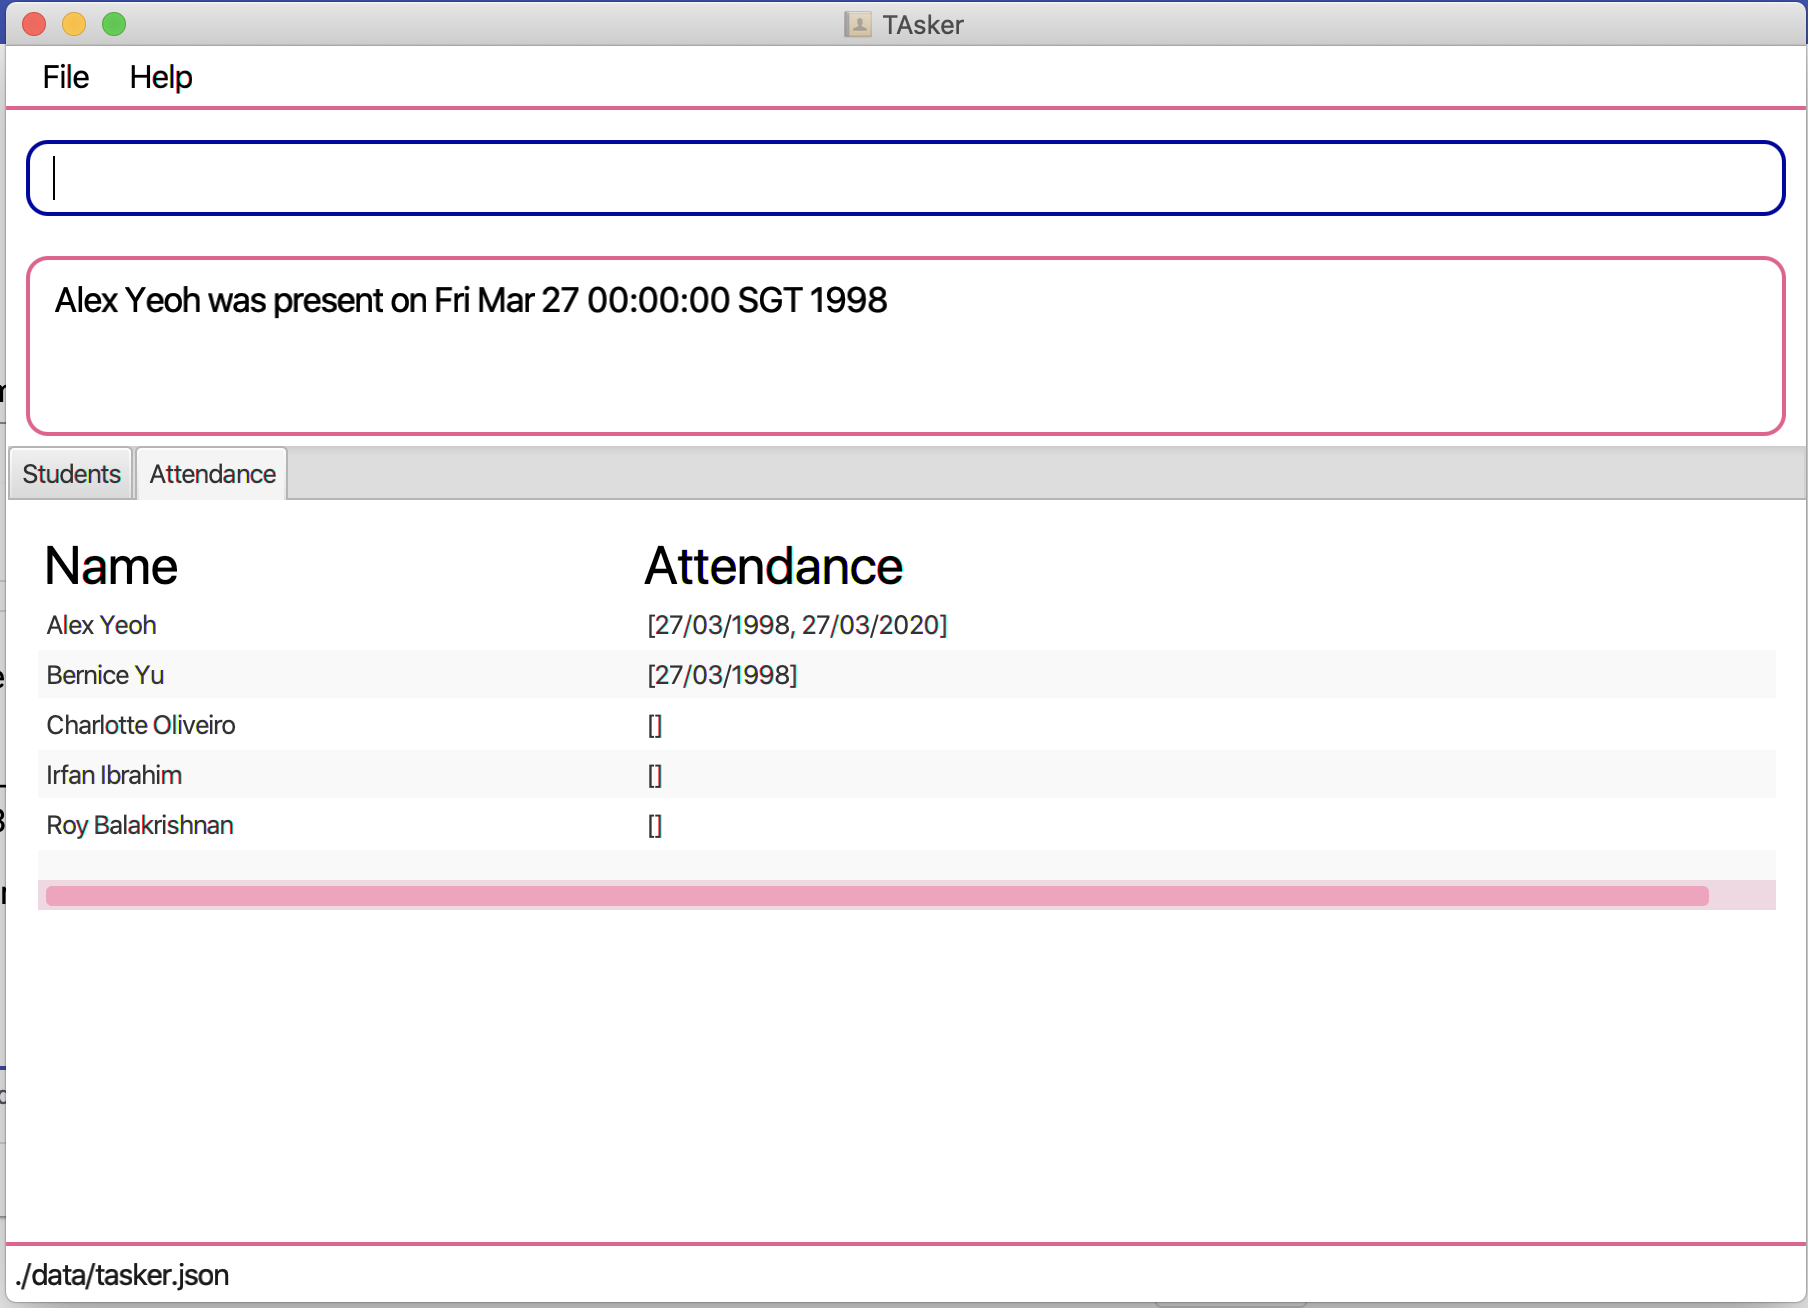 TAsker
File Help
Alex Yeoh was present on Fri Mar 27 00:00:00 SGT 1998
Students Attendance
Name Attendance
Alex Yeoh [27/03/1998, 27/03/2020]
Bernice Yu [27/03/1998]
Charlotte Oliveiro []
Irfan Ibrahim []
Roy Balakrishnan []
./data/tasker.json